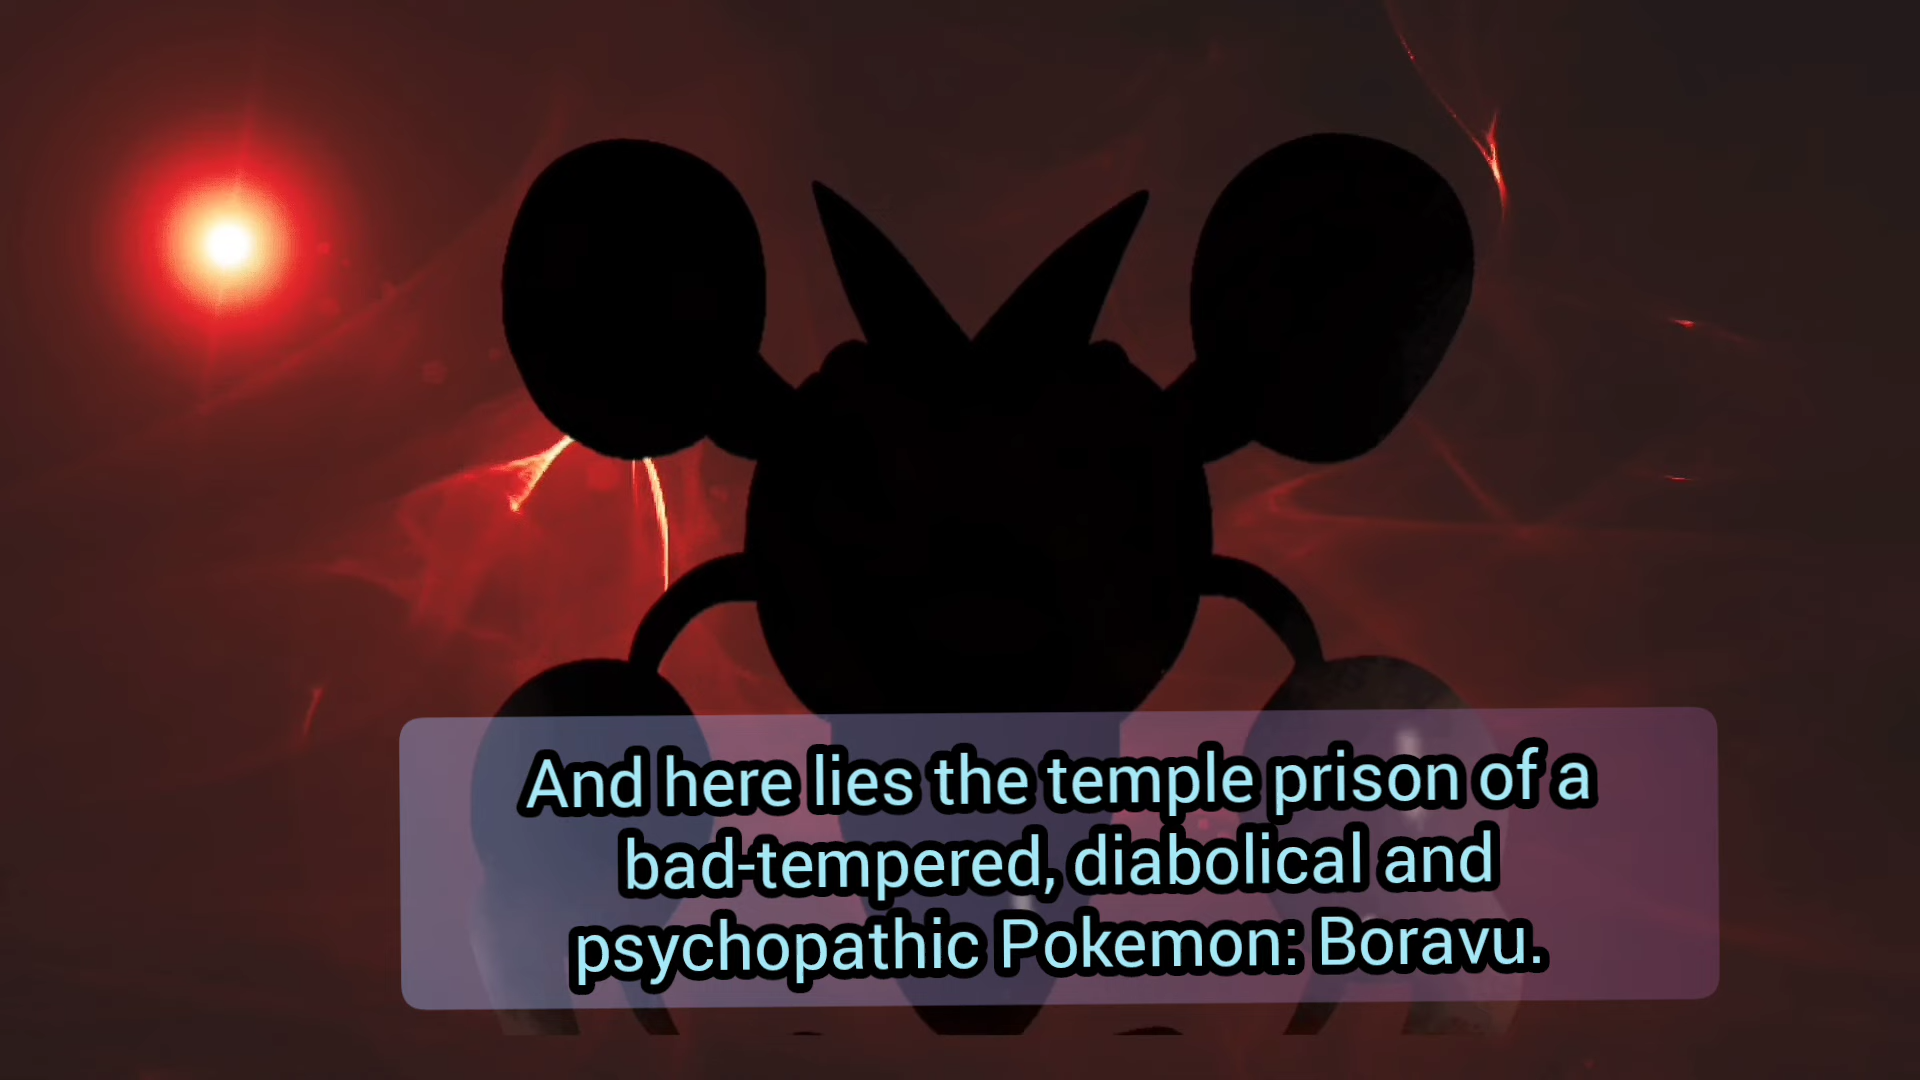 And here lies the temple prison of a
bad-tempered, diabolical and
psychopathic Pokemon: Boravu.